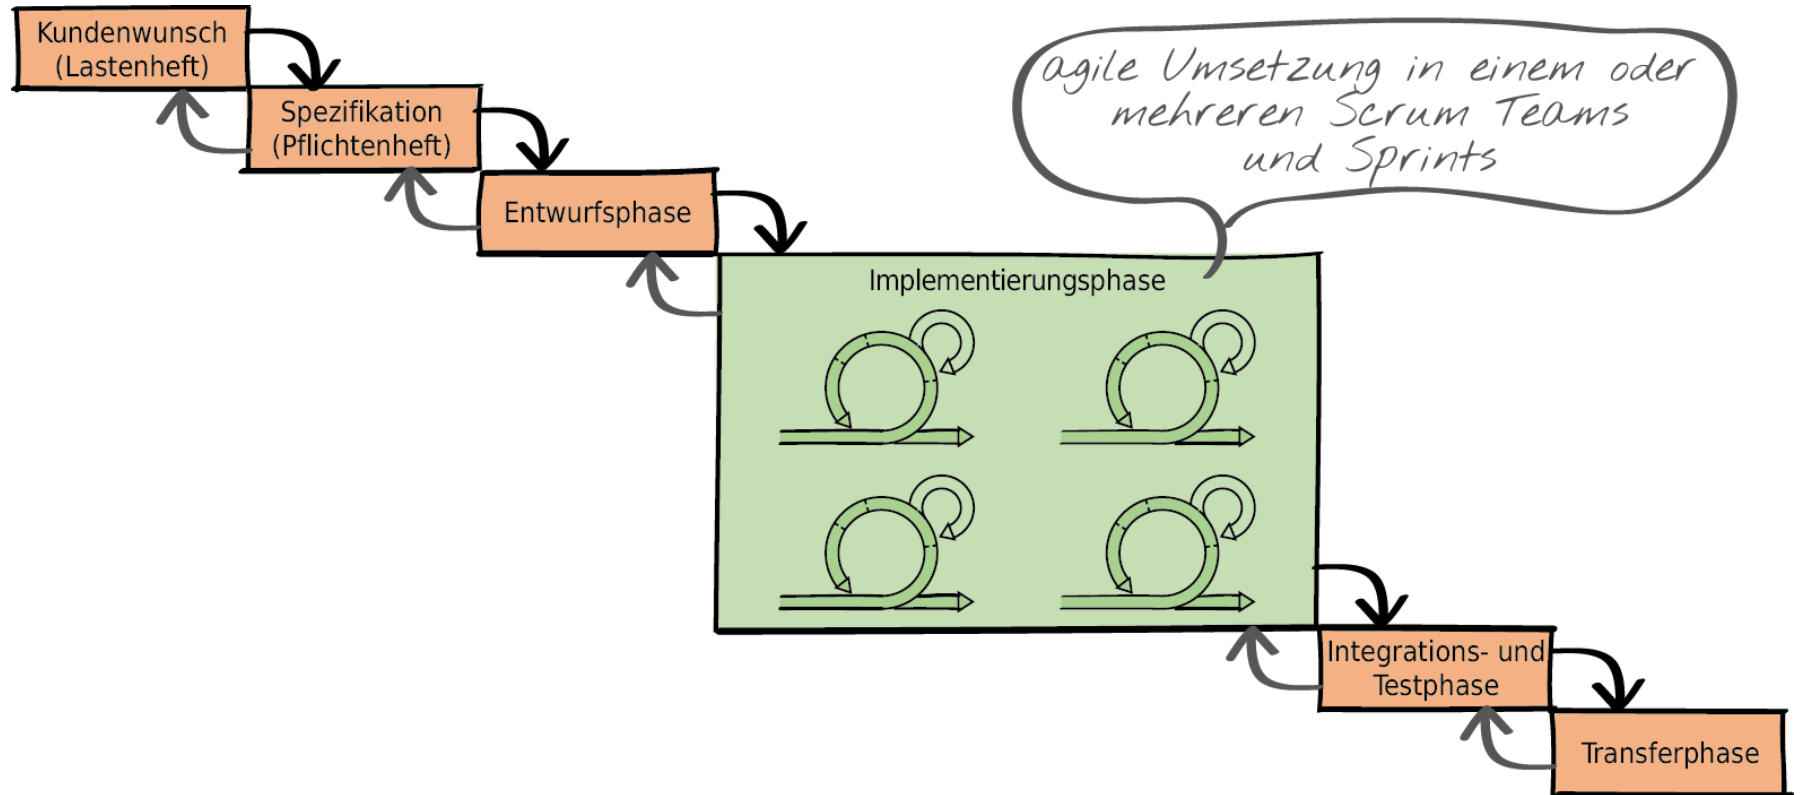 Kundenwunsch
(Lastenheft)
Spezifikation
(Pflichtenheft)
Entwurfsphase
agile Umsetzung in einem oder
mehreren Scrum Teams
und Sprints
Implementierungsphase
Integrations- und
Testphase
Transferphase